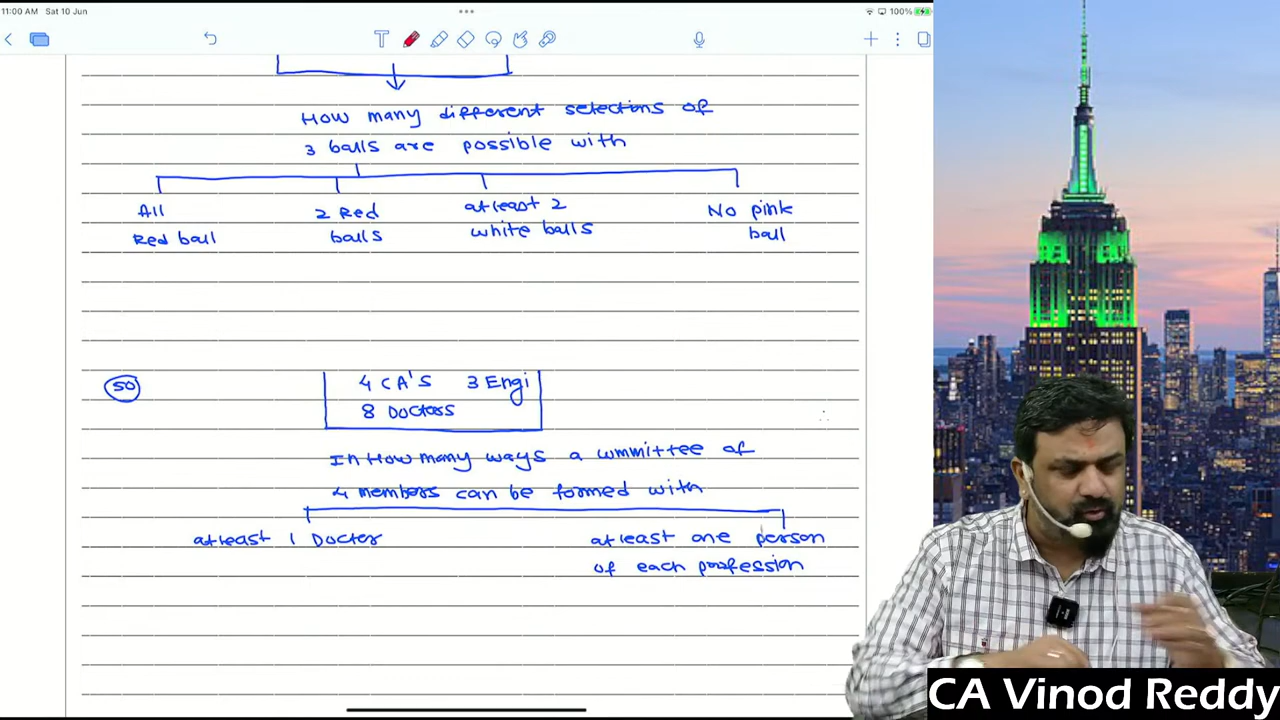 11:00 AM Sat 10 Jun
100%
How many different selections of
3 balls are possible with
All
Red ball
2 Red
balls
atleast 2
white balls
No pink
ball
50
4 CA'S 3 Engi
8 Doctors
In How many ways a committee of
4 members can be formed with
atleast 1 Doctor
atleast one person
of each profession
CA Vinod Reddy